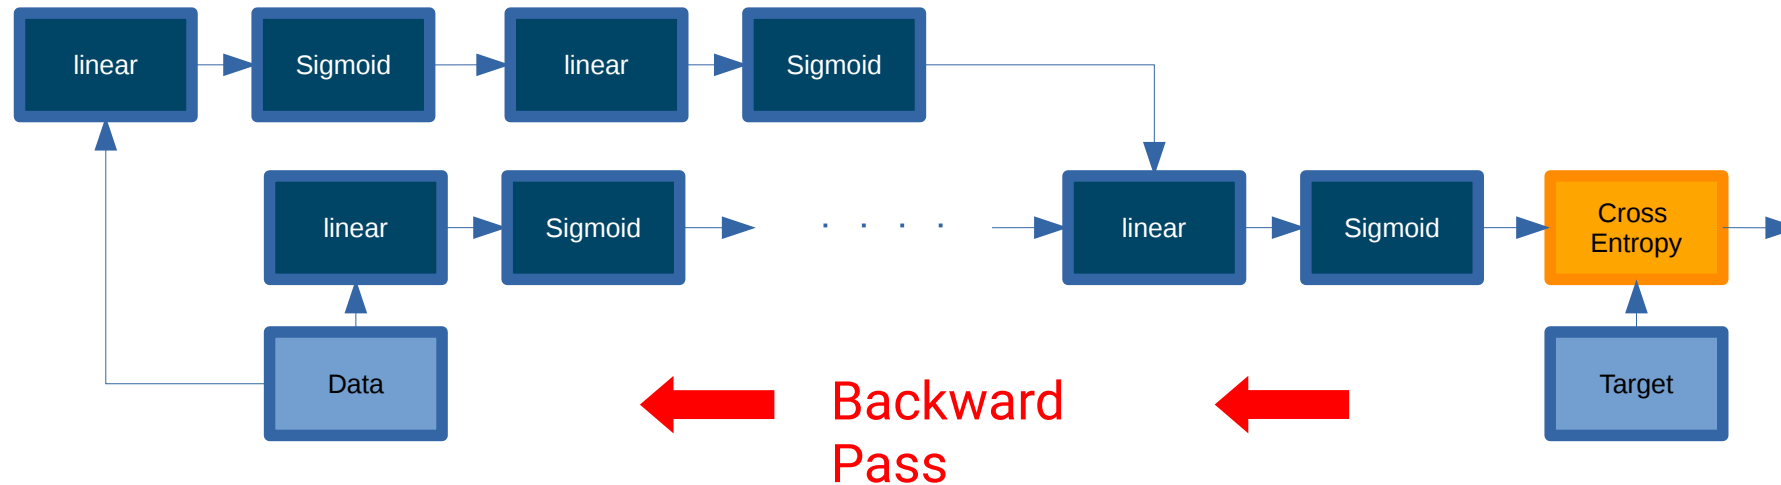 linear
Sigmoid
linear
Sigmoid
linear
Sigmoid
. . . .
linear
Sigmoid
Cross
Entropy
Data
Backward
Pass
Target